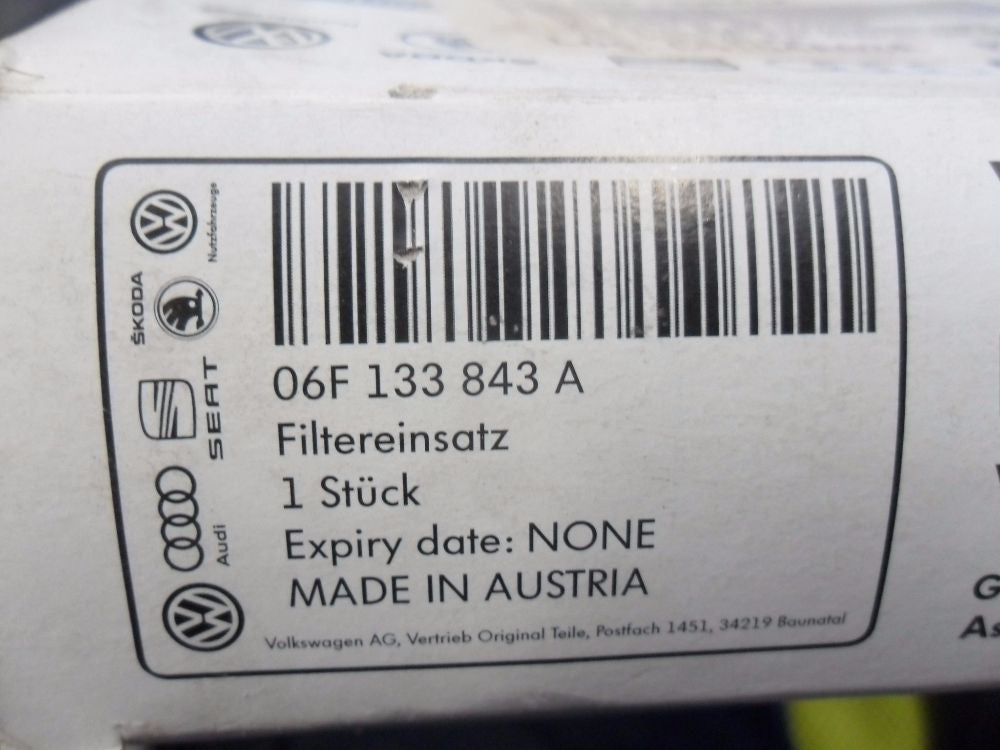 Nutzfahrzeuge
ŠKODA
SEAT
Audi
06F 133 843 A
Filtereinsatz
1 Stück
Expiry date: NONE
MADE IN AUSTRIA
Volkswagen AG, Vertrieb Original Teile, Postfach 1451, 34219 Baunatal
G
As